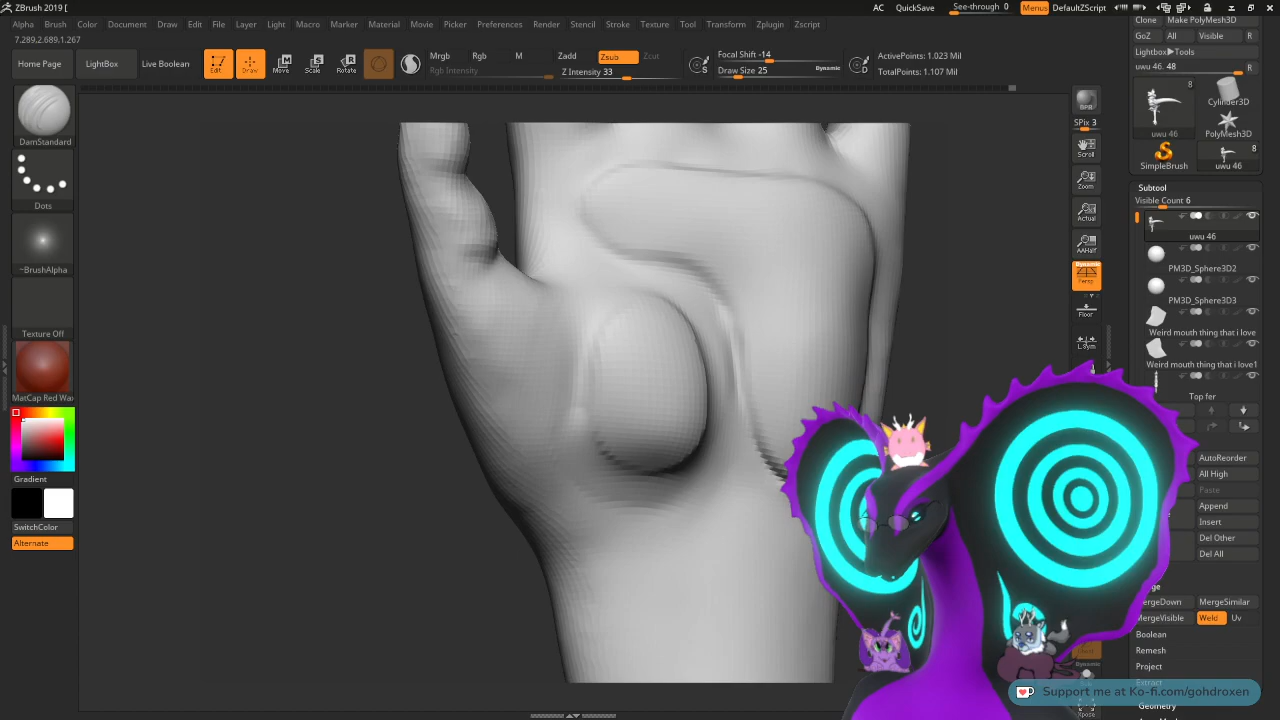 ZBrush 2019 [
AC QuickSave See-through 0 Menus DefaultZScript
Alpha Brush Color Document Draw Edit File Layer Light Macro Marker Material Movie Picker Preferences Render Stencil Stroke Texture Tool Transform Zplugin Zscript
7.289,2.689,1.267
Home Page LightBox Live Boolean
Edit Draw Move Scale Rotate
Mrgb Rgb M Zadd Zsub Zcut
Rgb Intensity Z Intensity 33
Focal Shift -14
Draw Size 25 Dynamic
S D
ActivePoints: 1.023 Mil
TotalPoints: 1.107 Mil
DamStandard
Dots
~BrushAlpha
Texture Off
MatCap Red Wa
Gradient
SwitchColor
Alternate
BPR
SPix 3
Scroll
Zoom
Actual
AAHalf
Dynamic
Persp
Floor
L.Sym
Dynamic
Xpose
Clone Make PolyMesh3D
GoZ All Visible R
Lightbox▶Tools
uwu 46. 48 R
8
uwu 46
Cylinder3D
PolyMesh3D
SimpleBrush
8
uwu 46
Subtool
Visible Count 6
uwu 46
PM3D_Sphere3D2
PM3D_Sphere3D3
Weird mouth thing that i love
Weird mouth thing that i love1
Top fer
AutoReorder
All High
Paste
Append
Insert
Del Other
Del All
MergeDown MergeSimilar
MergeVisible Weld Uv
Boolean
Remesh
Project
Extract
Geometry
Support me at Ko-fi.com/gohdroxen